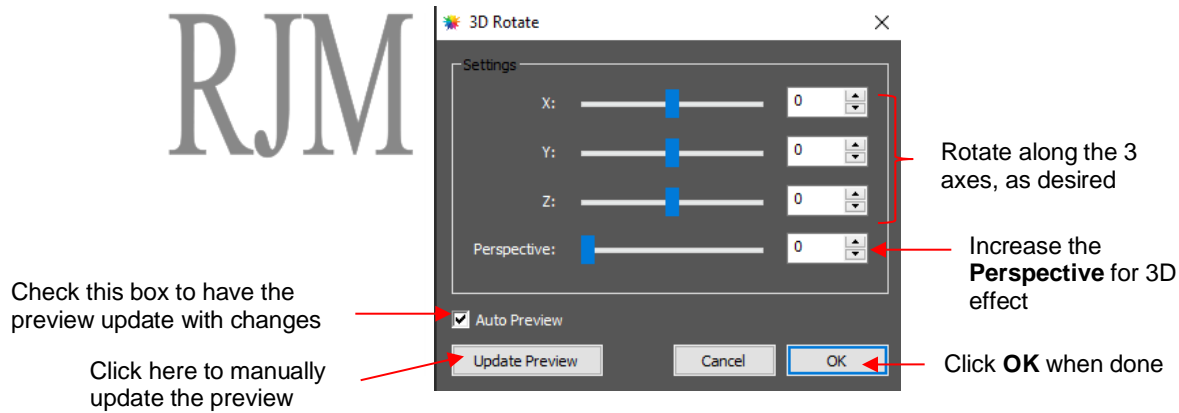 RJM
3D Rotate
Settings
X:
0
Y:
0
Z:
0
Perspective:
0
Rotate along the 3
axes, as desired
Increase the
Perspective for 3D
effect
Check this box to have the
preview update with changes
Auto Preview
Click here to manually
update the preview
Update Preview
Cancel
OK
Click OK when done